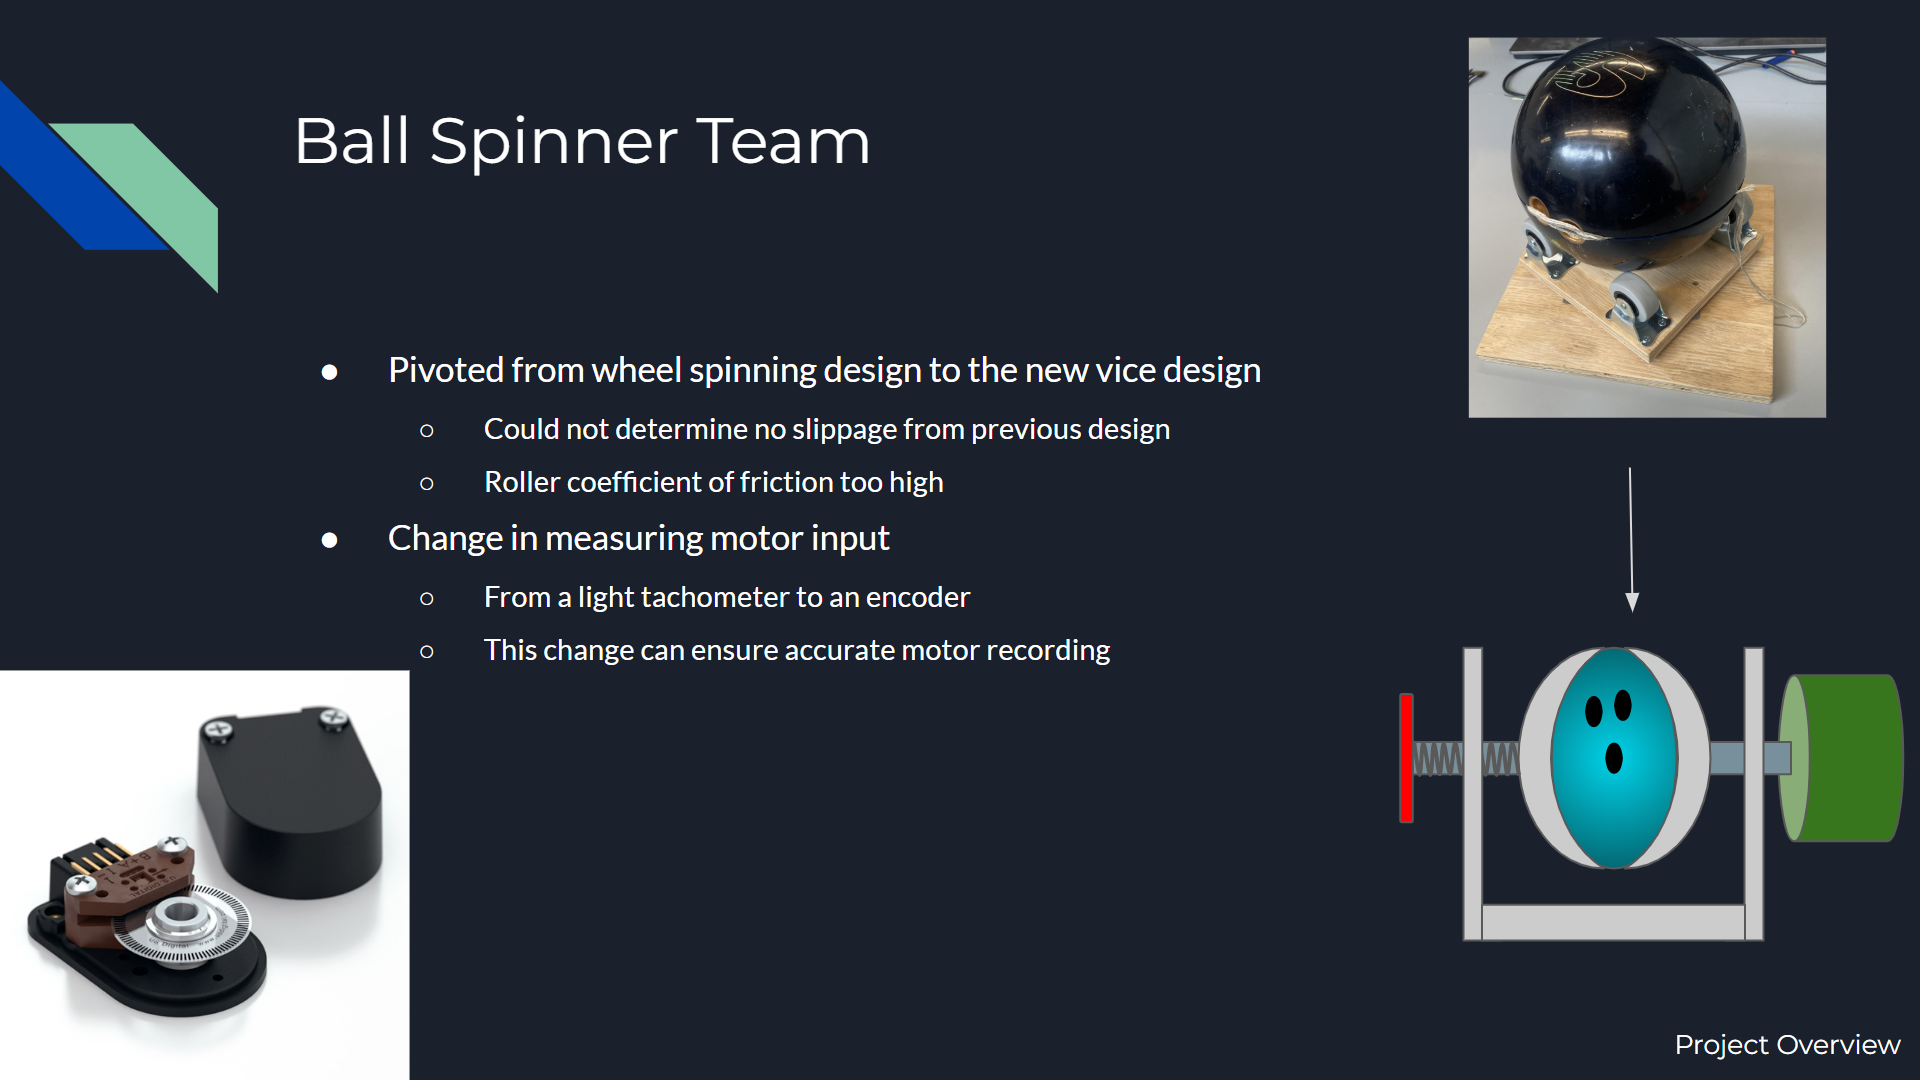 Ball Spinner Team
● Pivoted from wheel spinning design to the new vice design
○ Could not determine no slippage from previous design
○ Roller coefficient of friction too high
● Change in measuring motor input
○ From a light tachometer to an encoder
○ This change can ensure accurate motor recording
US Digital
Project Overview